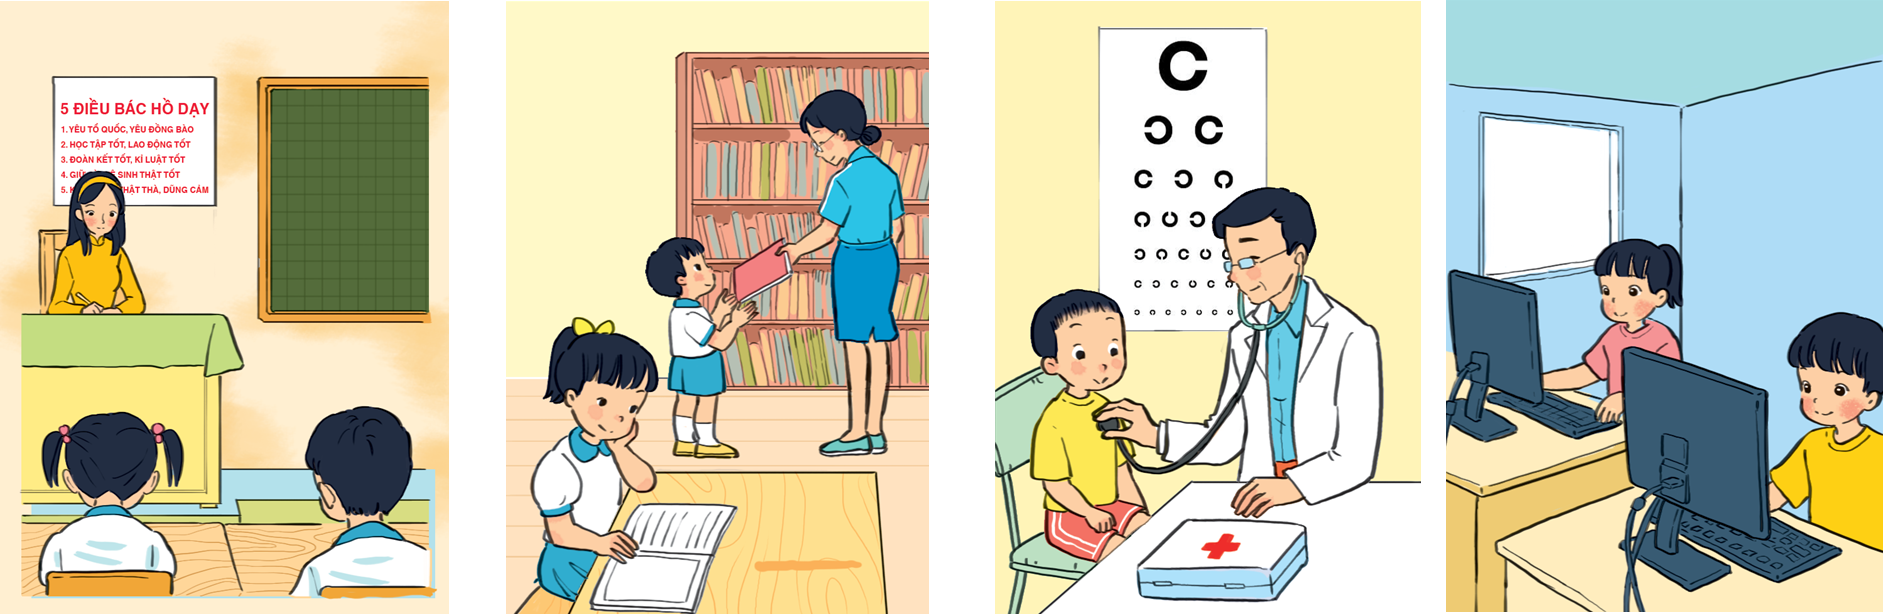 5 ĐIỀU BÁC HỒ DẠY
1. YÊU TỔ QUỐC, YÊU ĐỒNG BÀO
2. HỌC TẬP TỐT, LAO ĐỘNG TỐT
3. ĐOÀN KẾT TỐT, KỈ LUẬT TỐT
4. GIỮ SINH THẬT TỐT
5. THÀ, DŨNG CẢM